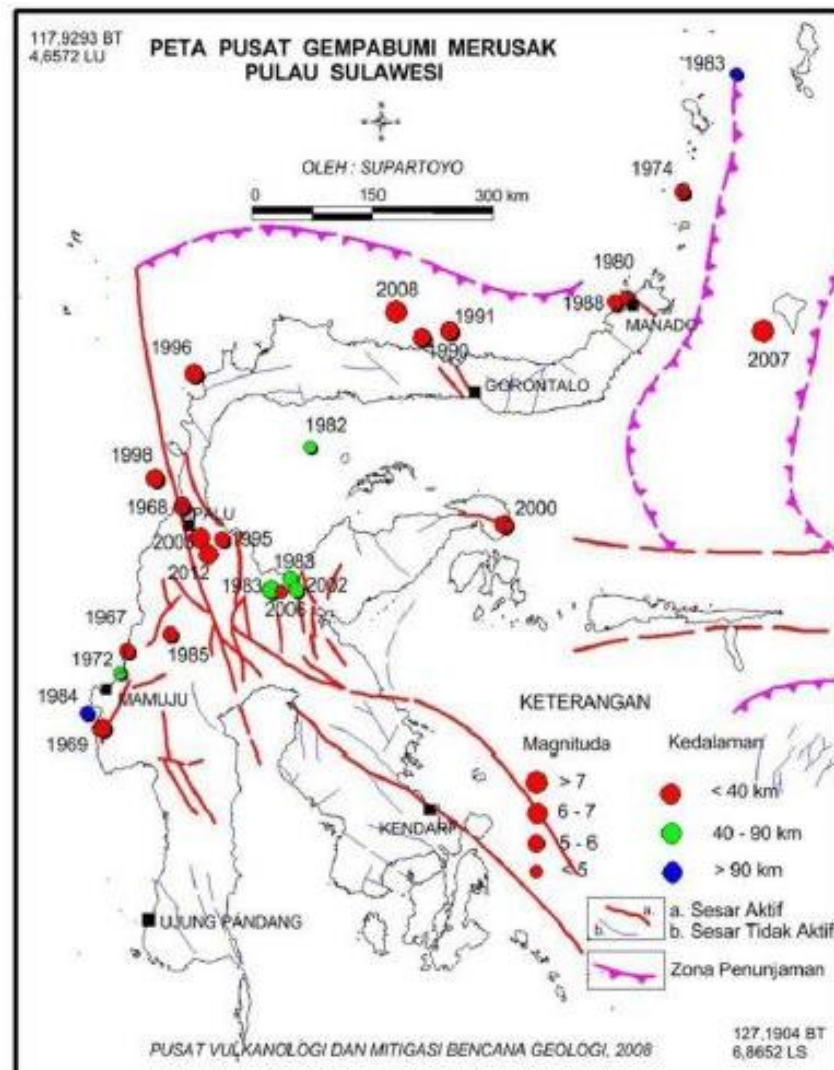 117,9293 BT
4,6572 LU
PETA PUSAT GEMPABUMI MERUSAK
PULAU SULAWESI
OLEH : SUPARTOYO
0 150 300 km
1983
1974
1980
1988
MANADO
2008
1991
1990
2007
1996
GORONTALO
1982
1998
1968
PALU
2000
1995
2012
1983
1983
2002
2006
1967
1985
1972
MAMUJU
1984
1969
KENDARI
UJUNG PANDANG
KETERANGAN
Magnituda
> 7
6 - 7
5 - 6
< 5
Kedalaman
< 40 km
40 - 90 km
> 90 km
a.
b.
a. Sesar Aktif
b. Sesar Tidak Aktif
Zona Penunjaman
PUSAT VULKANOLOGI DAN MITIGASI BENCANA GEOLOGI, 2008
127,1904 BT
6,8652 LS